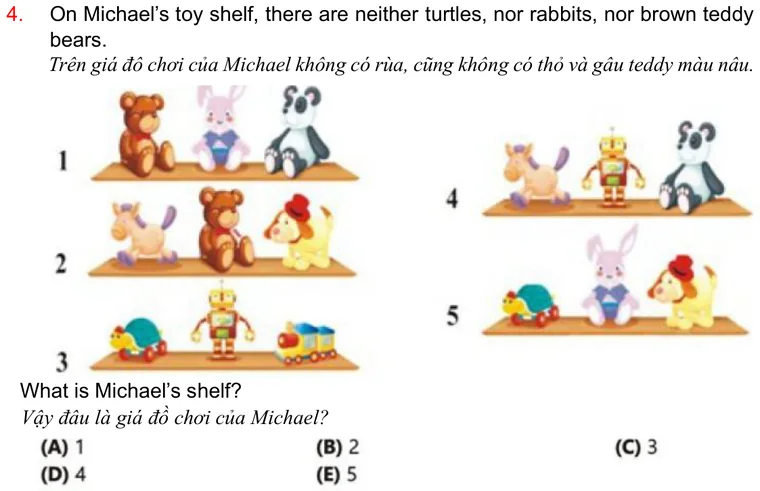 4. On Michael's toy shelf, there are neither turtles, nor rabbits, nor brown teddy
bears.
Trên giá đô chơi của Michael không có rùa, cũng không có thỏ và gâu teddy màu nâu.
1
2
3
4
5
What is Michael's shelf?
Vậy đâu là giá đồ chơi của Michael?
(A) 1 (B) 2 (C) 3
(D) 4 (E) 5